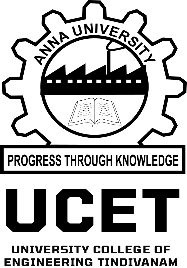 ANNA UNIVERSITY
PROGRESS THROUGH KNOWLEDGE
UCET
UNIVERSITY COLLEGE OF
ENGINEERING TINDIVANAM